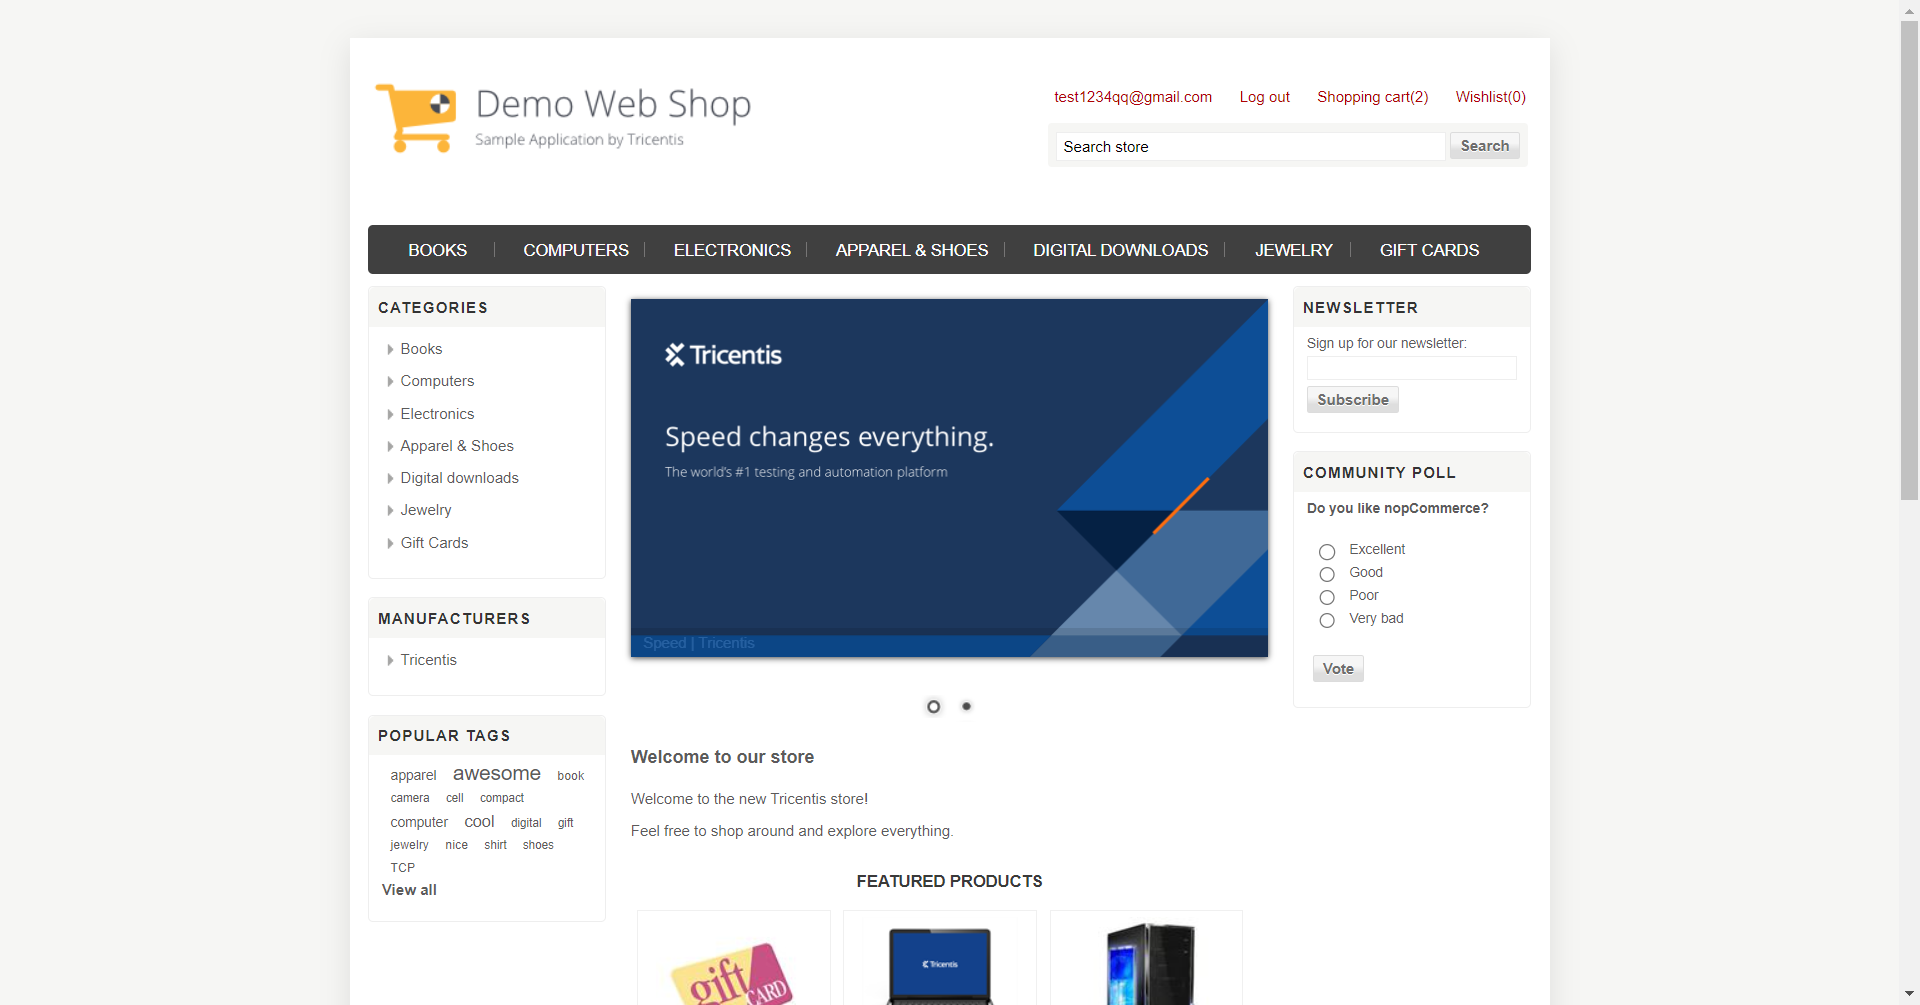 Demo Web Shop
Sample Application by Tricentis
test1234qq@gmail.com Log out Shopping cart(2) Wishlist(0)
Search store Search
BOOKS COMPUTERS ELECTRONICS APPAREL & SHOES DIGITAL DOWNLOADS JEWELRY GIFT CARDS
CATEGORIES
Books
Computers
Electronics
Apparel & Shoes
Digital downloads
Jewelry
Gift Cards
MANUFACTURERS
Tricentis
POPULAR TAGS
apparel awesome book
camera cell compact
computer cool digital gift
jewelry nice shirt shoes
TCP
View all
Tricentis
Speed changes everything.
The world's #1 testing and automation platform
Speed | Tricentis
Welcome to our store
Welcome to the new Tricentis store!
Feel free to shop around and explore everything.
FEATURED PRODUCTS
gift
CARD
Tricentis
NEWSLETTER
Sign up for our newsletter:
Subscribe
COMMUNITY POLL
Do you like nopCommerce?
Excellent
Good
Poor
Very bad
Vote